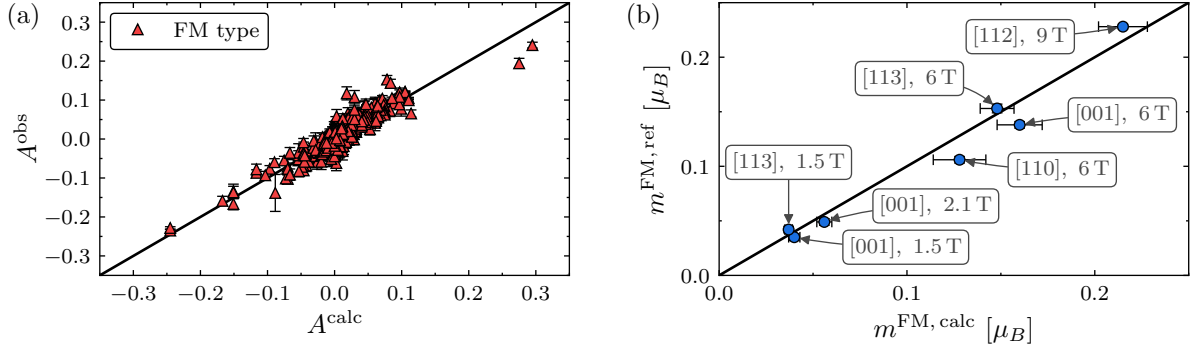 (a)
FM type
0.3
0.2
0.1
0.0
−0.1
−0.2
−0.3
A^obs
−0.3 −0.2 −0.1 0.0 0.1 0.2 0.3
A^calc
(b)
0.2
0.1
0.0
m^FM, ref [μ_B]
[112], 9 T
[113], 6 T
[001], 6 T
[113], 1.5 T
[110], 6 T
[001], 2.1 T
[001], 1.5 T
0.0 0.1 0.2
m^FM, calc [μ_B]